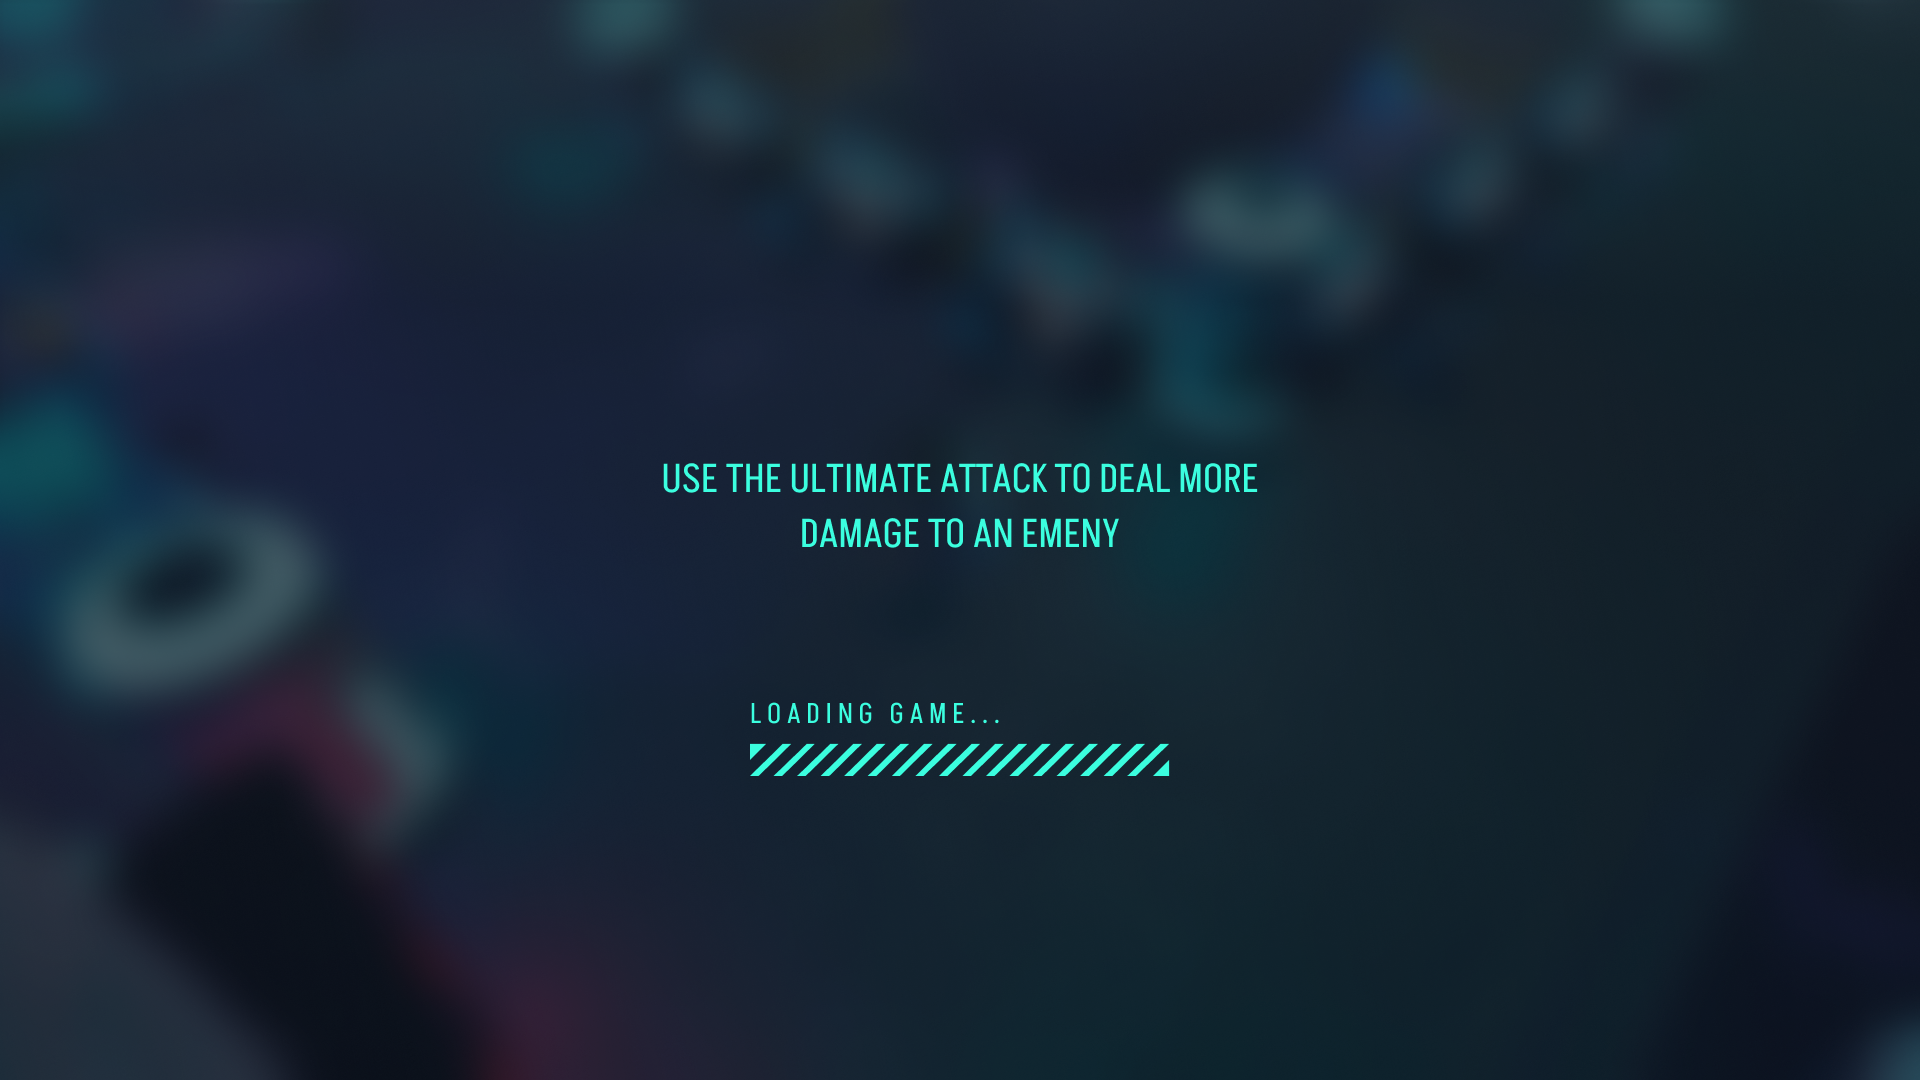 USE THE ULTIMATE ATTACK TO DEAL MORE
DAMAGE TO AN EMENY
LOADING GAME...